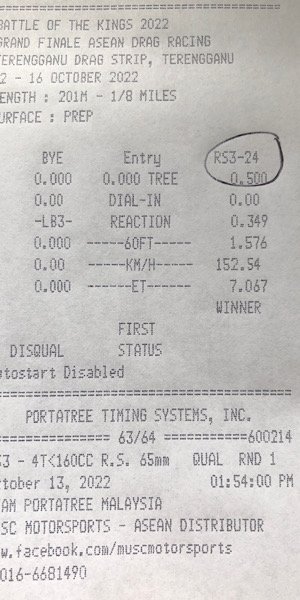 BATTLE OF THE KINGS 2022
GRAND FINALE ASEAN DRAG RACING
TERENGGANU DRAG STRIP, TERENGGANU
2 - 16 OCTOBER 2022
ENGTH : 201M - 1/8 MILES
URFACE : PREP
BYE Entry RS3-24
0.000 0.000 TREE 0.500
0.00 DIAL-IN 0.00
-LB3- REACTION 0.349
0.000 -----60FT----- 1.576
0.00 -----KM/H----- 152.54
0.000 ------ET------ 7.067
WINNER
FIRST
DISQUAL STATUS
utostart Disabled
PORTATREE TIMING SYSTEMS, INC.
============== 63/64 ===========600214
S3 - 4T<160CC R.S. 65mm QUAL RND 1
ctober 13, 2022 01:54:00 PM
AM PORTATREE MALAYSIA
SC MOTORSPORTS - ASEAN DISTRIBUTOR
w.facebook.com/muscmotorsports
016-6681490